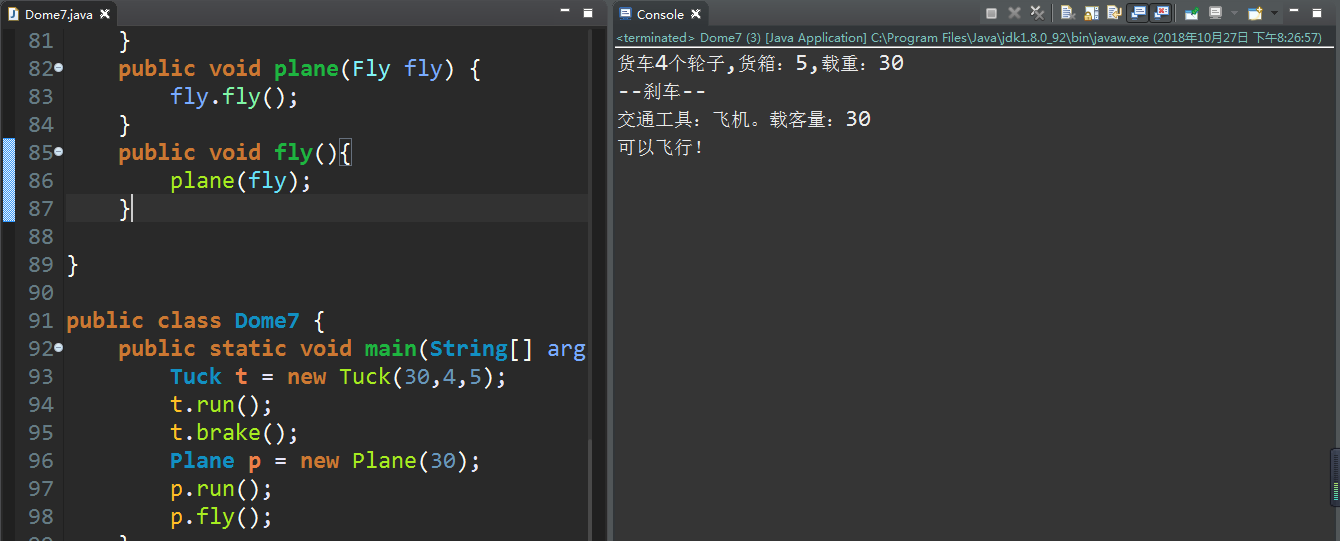 Dome7.java
81 }
82 public void plane(Fly fly) {
83 fly.fly();
84 }
85 public void fly(){
86 plane(fly);
87 }
88
89 }
90
91 public class Dome7 {
92 public static void main(String[] arg
93 Tuck t = new Tuck(30,4,5);
94 t.run();
95 t.brake();
96 Plane p = new Plane(30);
97 p.run();
98 p.fly();
Console
<terminated> Dome7 (3) [Java Application] C:\Program Files\Java\jdk1.8.0_92\bin\javaw.exe (2018年10月27日 下午8:26:57)
货车4个轮子,货箱：5,载重：30
--刹车--
交通工具：飞机。载客量：30
可以飞行！